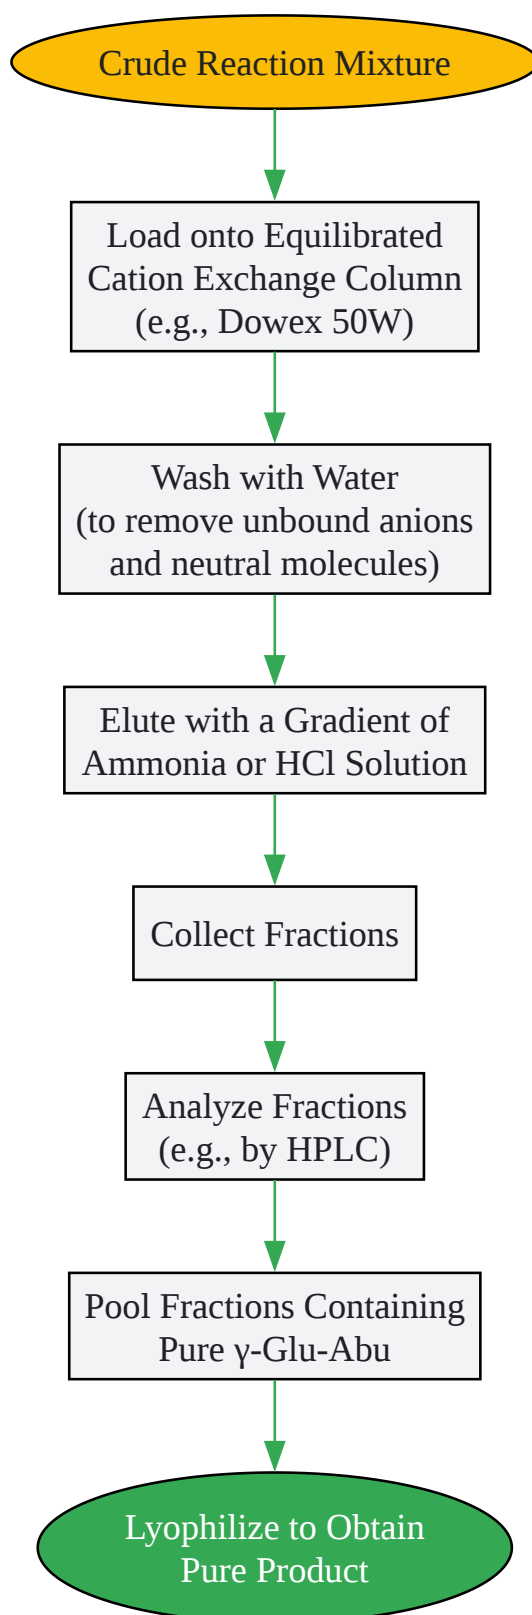 Crude Reaction Mixture
Load onto Equilibrated
Cation Exchange Column
(e.g., Dowex 50W)
Wash with Water
(to remove unbound anions
and neutral molecules)
Elute with a Gradient of
Ammonia or HCl Solution
Collect Fractions
Analyze Fractions
(e.g., by HPLC)
Pool Fractions Containing
Pure γ-Glu-Abu
Lyophilize to Obtain
Pure Product